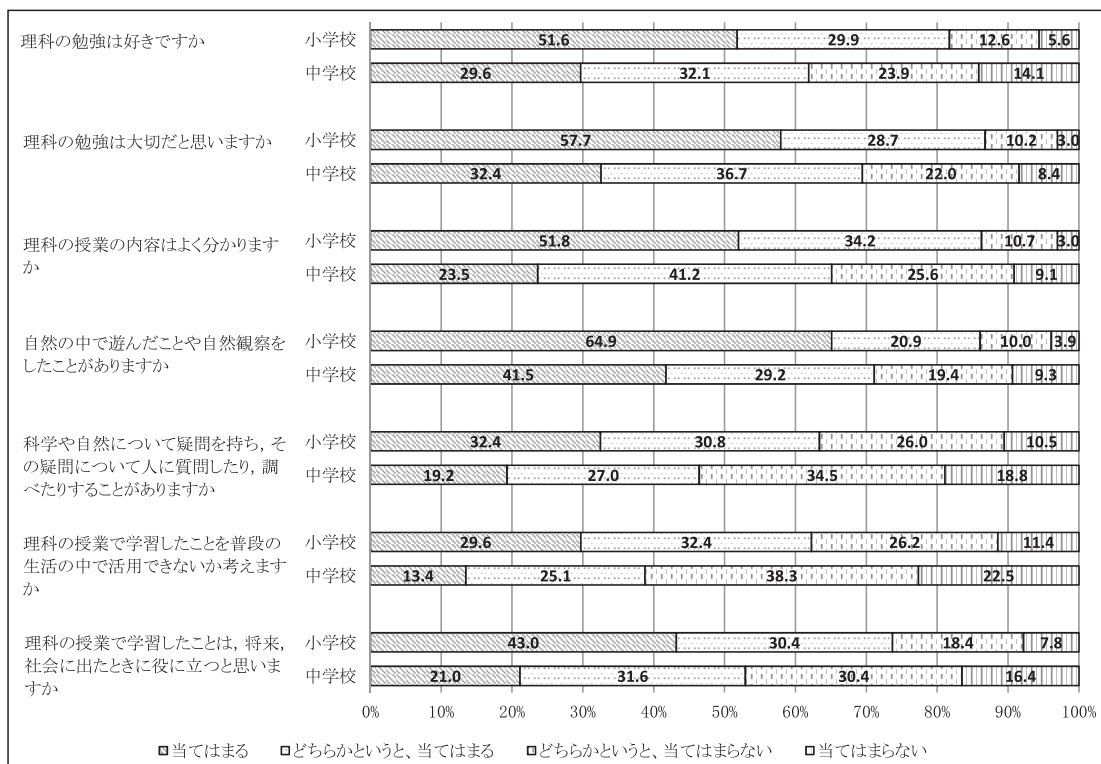 理科の勉強は好きですか
小学校
51.6 29.9 12.6 5.6
中学校
29.6 32.1 23.9 14.1
理科の勉強は大切だと思いますか
小学校
57.7 28.7 10.2 3.0
中学校
32.4 36.7 22.0 8.4
理科の授業の内容はよく分かります
か
小学校
51.8 34.2 10.7 3.0
中学校
23.5 41.2 25.6 9.1
自然の中で遊んだことや自然観察を
したことがありますか
小学校
64.9 20.9 10.0 3.9
中学校
41.5 29.2 19.4 9.3
科学や自然について疑問を持ち，そ
の疑問について人に質問したり，調
べたりすることがありますか
小学校
32.4 30.8 26.0 10.5
中学校
19.2 27.0 34.5 18.8
理科の授業で学習したことを普段の
生活の中で活用できないか考えます
か
小学校
29.6 32.4 26.2 11.4
中学校
13.4 25.1 38.3 22.5
理科の授業で学習したことは，将来，
社会に出たときに役に立つと思いま
すか
小学校
43.0 30.4 18.4 7.8
中学校
21.0 31.6 30.4 16.4
0% 10% 20% 30% 40% 50% 60% 70% 80% 90% 100%
当てはまる どちらかというと、当てはまる どちらかというと、当てはまらない 当てはまらない